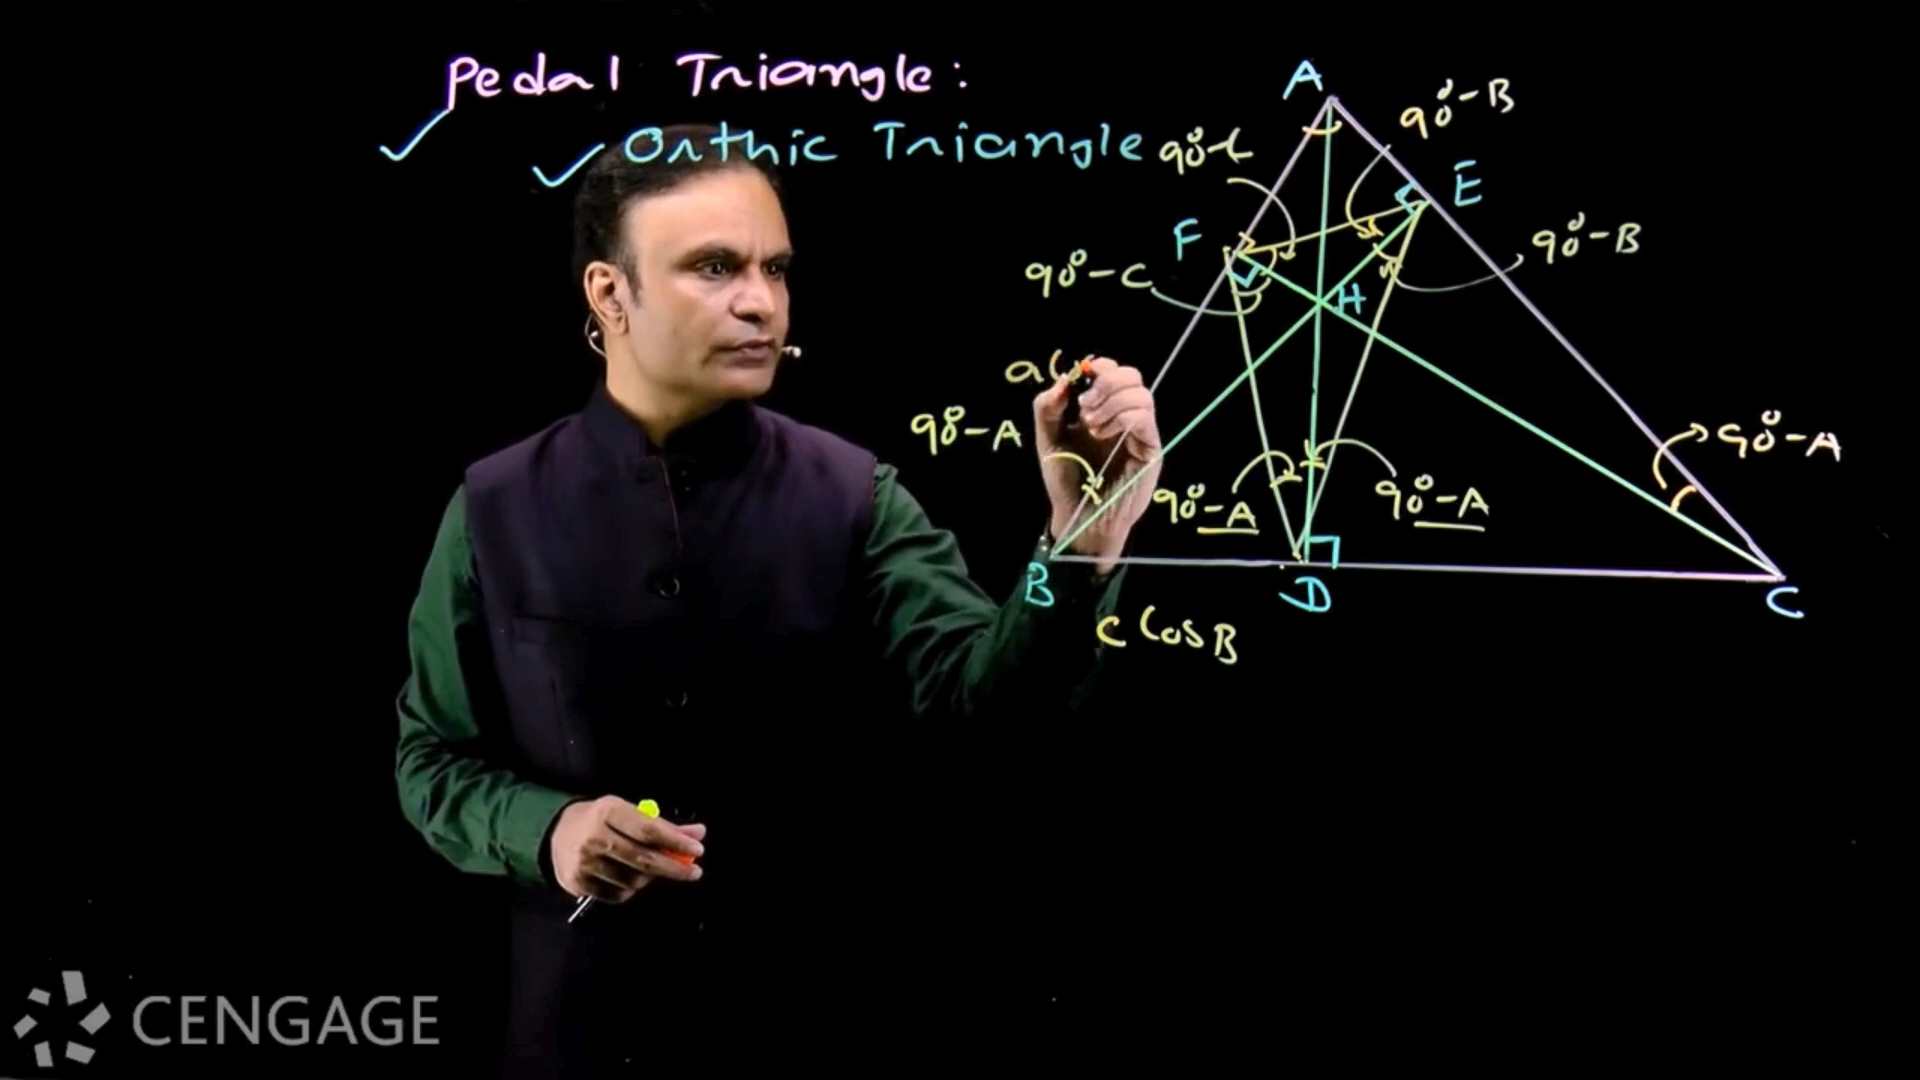 Pedal Triangle:
Orthic Triangle
A
90°-B
90°-C
E
F
90°-B
90°-C
H
90°-A
90°-A
90°-A
90°-A
B
D
C
c Cos B
CENGAGE